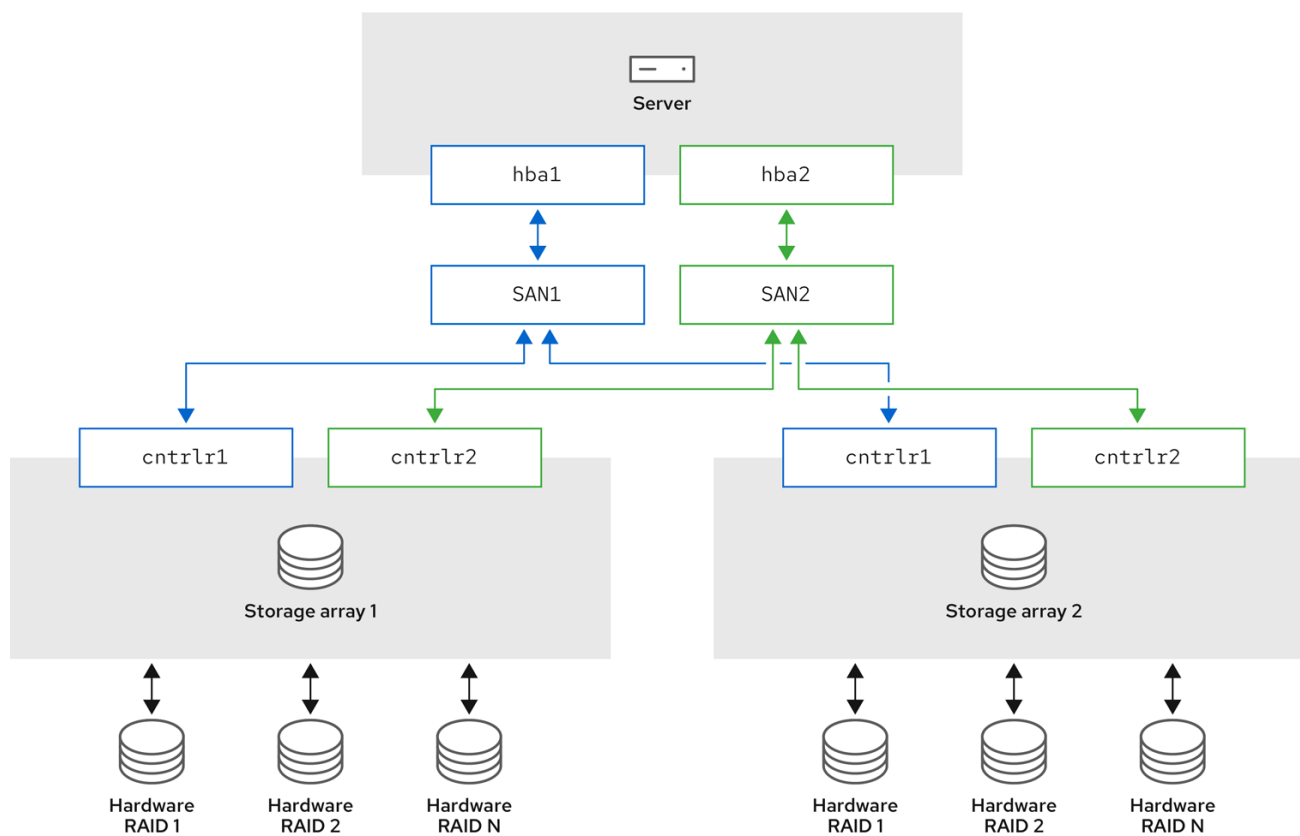 Server
hba1
hba2
SAN1
SAN2
cntrlr1
cntrlr2
cntrlr1
cntrlr2
Storage array 1
Storage array 2
Hardware
RAID 1
Hardware
RAID 2
Hardware
RAID N
Hardware
RAID 1
Hardware
RAID 2
Hardware
RAID N